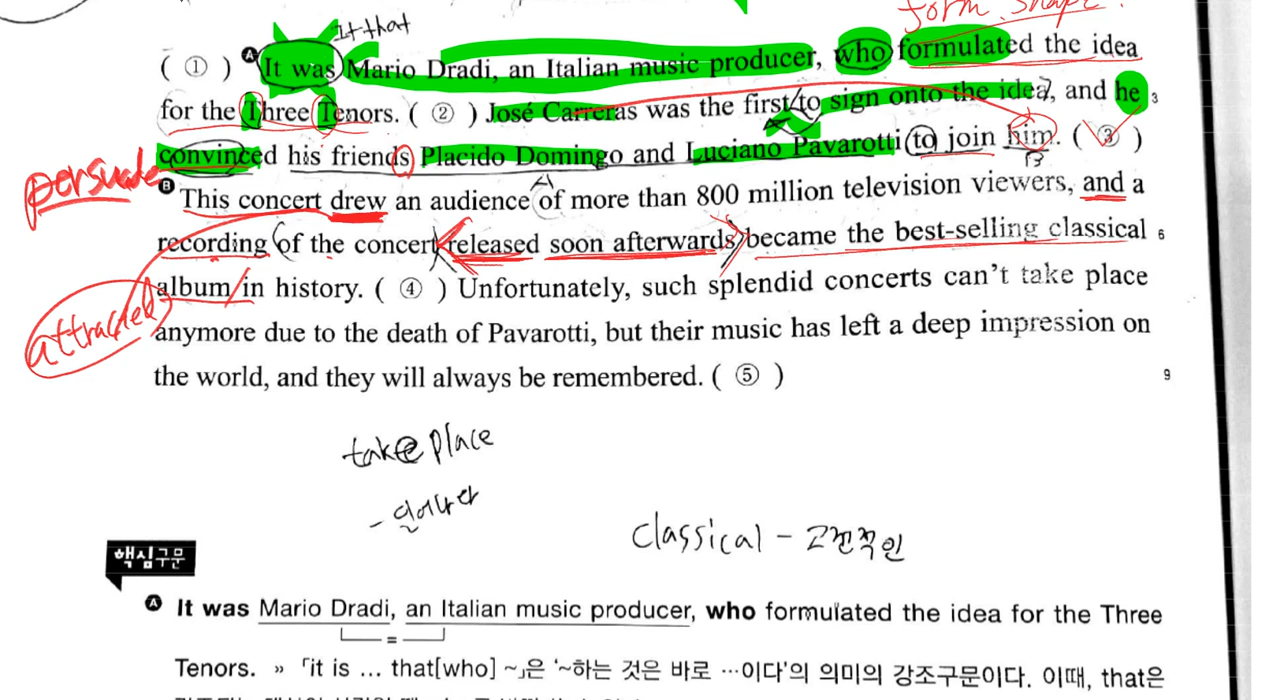 form. shape.
It that
( ① ) Ⓐ It was Mario Dradi, an Italian music producer, who formulated the idea
for the Three Tenors. ( ② ) José Carreras was the first to sign onto the idea, and he 3
convinced his friends Placido Domingo and Luciano Pavarotti to join him. ( ③ )
persuade
Ⓑ This concert drew an audience of more than 800 million television viewers, and a
recording of the concert released soon afterwards became the best-selling classical 6
album in history. ( ④ ) Unfortunately, such splendid concerts can't take place
attracted
anymore due to the death of Pavarotti, but their music has left a deep impression on
the world, and they will always be remembered. ( ⑤ ) 9
take place
- 일어나다
classical - 고전적인
핵심구문
Ⓐ It was Mario Dradi, an Italian music producer, who formulated the idea for the Three
=
Tenors. » 「it is … that[who] ~」은 '~하는 것은 바로 …이다'의 의미의 강조구문이다. 이때, that은